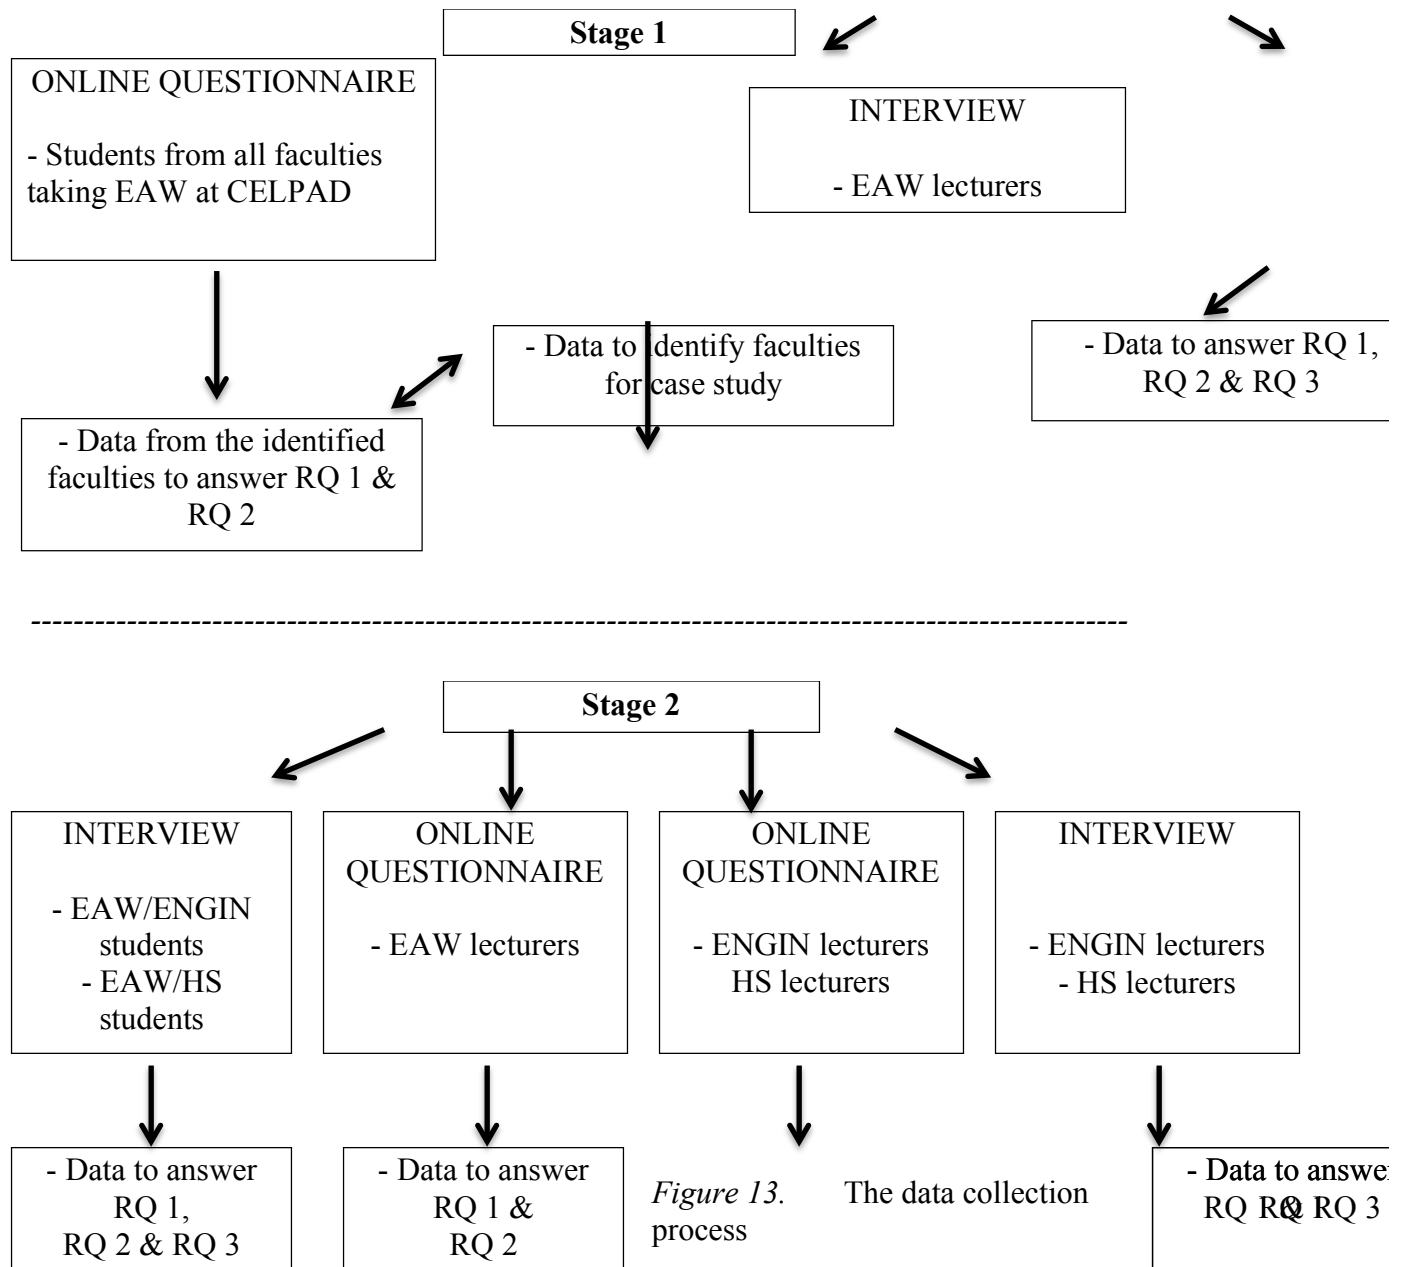 Stage 1
ONLINE QUESTIONNAIRE
- Students from all faculties
taking EAW at CELPAD
INTERVIEW
- EAW lecturers
- Data to identify faculties
for case study
- Data to answer RQ 1,
RQ 2 & RQ 3
- Data from the identified
faculties to answer RQ 1 &
RQ 2
Stage 2
INTERVIEW
- EAW/ENGIN
students
- EAW/HS
students
ONLINE
QUESTIONNAIRE
- EAW lecturers
ONLINE
QUESTIONNAIRE
- ENGIN lecturers
HS lecturers
INTERVIEW
- ENGIN lecturers
- HS lecturers
- Data to answer
RQ 1,
RQ 2 & RQ 3
- Data to answer
RQ 1 &
RQ 2
Figure 13. The data collection
process
- Data to answer
RQ RQ 3